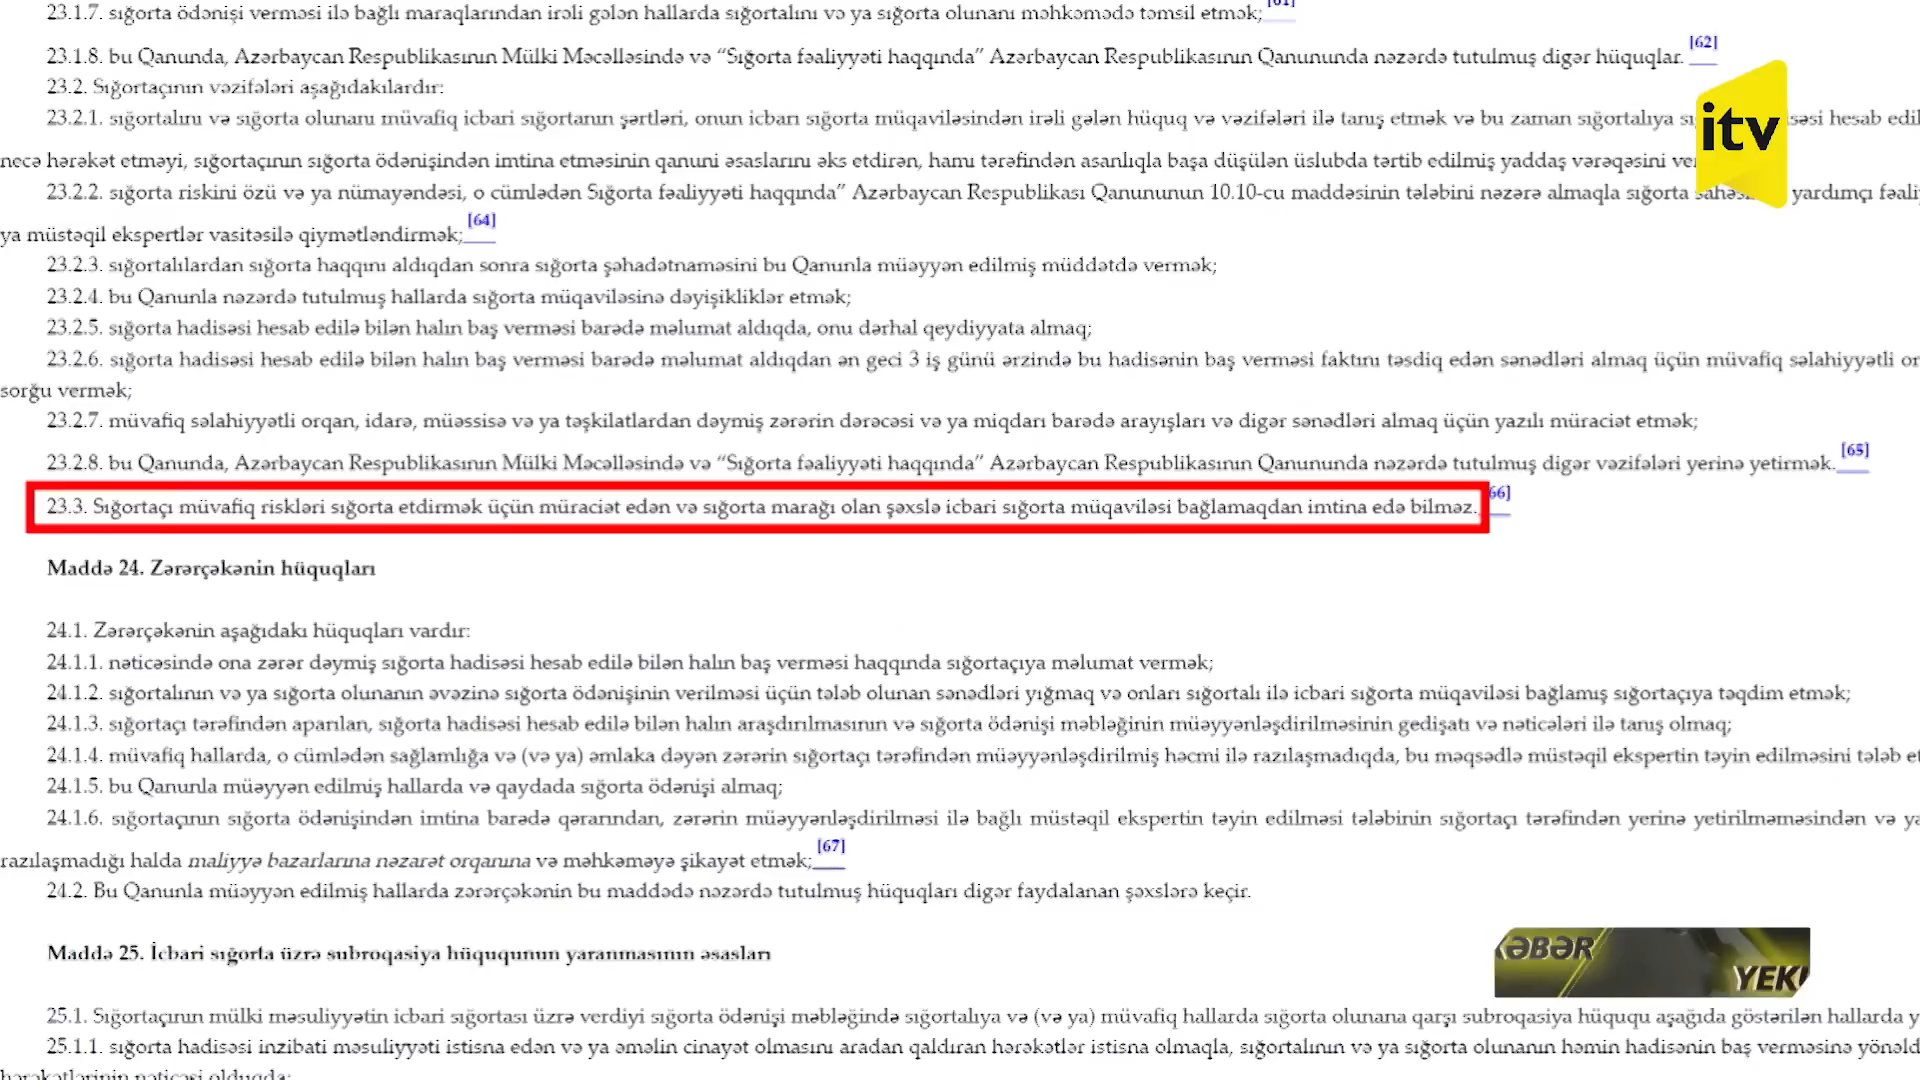 23.1.7. sığorta ödənişi verməsi ilə bağlı maraqlarından irəli gələn hallarda sığortalını və ya sığorta olunanı məhkəmədə təmsil etmək;[61]
23.1.8. bu Qanunda, Azərbaycan Respublikasının Mülki Məcəlləsində və “Sığorta fəaliyyəti haqqında” Azərbaycan Respublikasının Qanununda nəzərdə tutulmuş digər hüquqlar. [62]
23.2. Sığortaçının vəzifələri aşağıdakılardır:
23.2.1. sığortalını və sığorta olunanı müvafiq icbari sığortanın şərtləri, onun icbarı sığorta müqaviləsindən irəli gələn hüquq və vəzifələri ilə tanış etmək və bu zaman sığortalıya hesab
itv
necə hərəkət etməyi, sığortaçının sığorta ödənişindən imtina etməsinin qanuni əsaslarını əks etdirən, hamı tərəfindən asanlıqla başa düşülən üslubda tərtib edilmiş yaddaş vərəqəsini
23.2.2. sığorta riskini özü və ya nümayəndəsi, o cümlədən Sığorta fəaliyyəti haqqında” Azərbaycan Respublikası Qanununun 10.10-cu maddəsinin tələbini nəzərə almaqla sığorta yardımçı
ya müstəqil ekspertlər vasitəsilə qiymətləndirmək;[64]
23.2.3. sığortalılardan sığorta haqqını aldıqdan sonra sığorta şəhadətnaməsini bu Qanunla müəyyən edilmiş müddətdə vermək;
23.2.4. bu Qanunla nəzərdə tutulmuş hallarda sığorta müqaviləsinə dəyişikliklər etmək;
23.2.5. sığorta hadisəsi hesab edilə bilən halın baş verməsi barədə məlumat aldıqda, onu dərhal qeydiyyata almaq;
23.2.6. sığorta hadisəsi hesab edilə bilən halın baş verməsi barədə məlumat aldıqdan ən geci 3 iş günü ərzində bu hadisənin baş verməsi faktını təsdiq edən sənədləri almaq üçün müvafiq səlahiyyətli
sorğu vermək;
23.2.7. müvafiq səlahiyyətli orqan, idarə, müəssisə və ya təşkilatlardan dəymiş zərərin dərəcəsi və ya miqdarı barədə arayışları və digər sənədləri almaq üçün yazılı müraciət etmək;
23.2.8. bu Qanunda, Azərbaycan Respublikasının Mülki Məcəlləsində və “Sığorta fəaliyyəti haqqında” Azərbaycan Respublikasının Qanununda nəzərdə tutulmuş digər vəzifələri yerinə yetirmək.[65]
23.3. Sığortaçı müvafiq riskləri sığorta etdirmək üçün müraciət edən və sığorta marağı olan şəxslə icbari sığorta müqaviləsi bağlamaqdan imtina edə bilməz. 66]
Maddə 24. Zərərçəkənin hüquqları
24.1. Zərərçəkənin aşağıdakı hüquqları vardır:
24.1.1. nəticəsində ona zərər dəymiş sığorta hadisəsi hesab edilə bilən halın baş verməsi haqqında sığortaçıya məlumat vermək;
24.1.2. sığortalının və ya sığorta olunanın əvəzinə sığorta ödənişinin verilməsi üçün tələb olunan sənədləri yığmaq və onları sığortalı ilə icbari sığorta müqaviləsi bağlamış sığortaçıya təqdim etmək;
24.1.3. sığortaçı tərəfindən aparılan, sığorta hadisəsi hesab edilə bilən halın araşdırılmasının və sığorta ödənişi məbləğinin müəyyənləşdirilməsinin gedişatı və nəticələri ilə tanış olmaq;
24.1.4. müvafiq hallarda, o cümlədən sağlamlığa və (və ya) əmlaka dəyən zərərin sığortaçı tərəfindən müəyyənləşdirilmiş həcmi ilə razılaşmadıqda, bu məqsədlə müstəqil ekspertin təyin edilməsini tələb
24.1.5. bu Qanunla müəyyən edilmiş hallarda və qaydada sığorta ödənişi almaq;
24.1.6. sığortaçının sığorta ödənişindən imtina barədə qərarından, zərərin müəyyənləşdirilməsi ilə bağlı müstəqil ekspertin təyin edilməsi tələbinin sığortaçı tərəfindən yerinə yetirilməməsindən və ya
razılaşmadığı halda maliyyə bazarlarına nəzarət orqanına və məhkəməyə şikayət etmək;[67]
24.2. Bu Qanunla müəyyən edilmiş hallarda zərərçəkənin bu maddədə nəzərdə tutulmuş hüquqları digər faydalanan şəxslərə keçir.
Maddə 25. İcbari sığorta üzrə subroqasiya hüququnun yaranmasının əsasları
XƏBƏR
YEKU
25.1. Sığortaçının mülki məsuliyyətin icbari sığortası üzrə verdiyi sığorta ödənişi məbləğində sığortalıya və (və ya) müvafiq hallarda sığorta olunana qarşı subroqasiya hüququ aşağıda göstərilən hallarda
25.1.1. sığorta hadisəsi inzibati məsuliyyəti istisna edən və ya əməlin cinayət olmasını aradan qaldıran hərəkətlər istisna olmaqla, sığortalının və ya sığorta olunanın həmin hadisənin baş verməsinə
hərəkətlərinin nəticəsi olduqda;